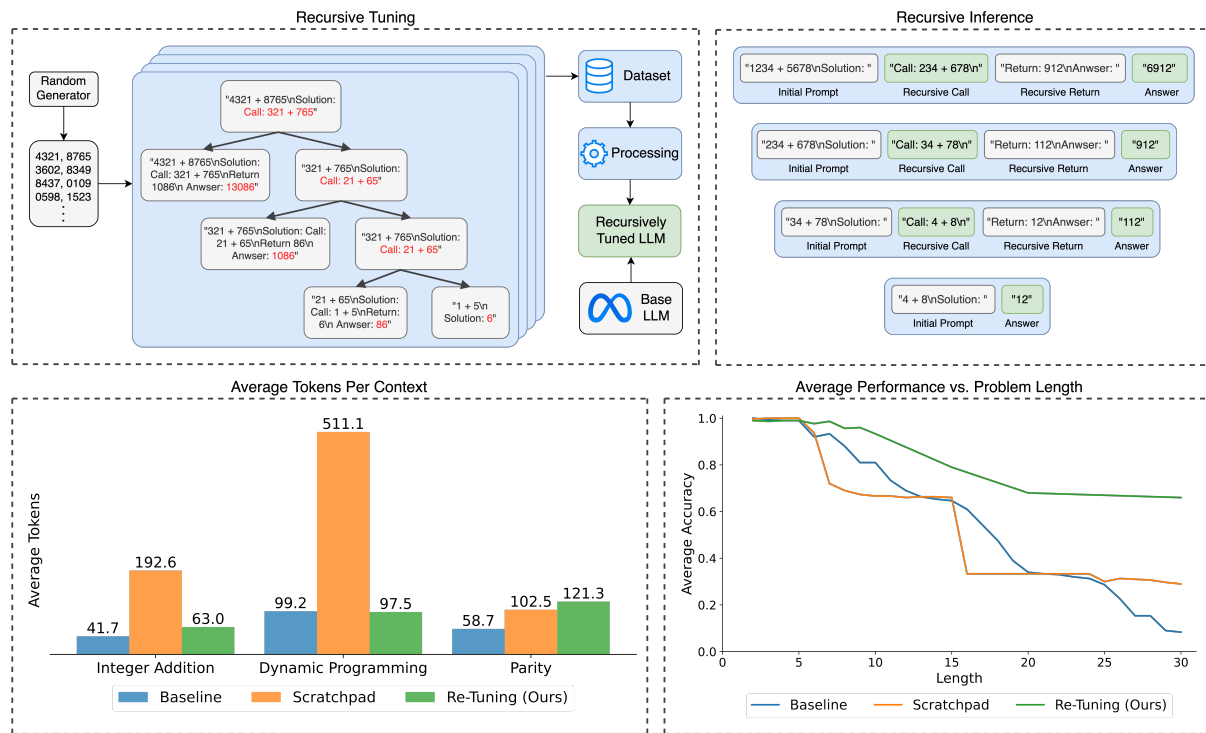 Recursive Tuning
Random
Generator
4321, 8765
3602, 8349
8437, 0109
0598, 1523
"4321 + 8765\nSolution:
Call: 321 + 765"
"4321 + 8765\nSolution:
Call: 321 + 765\nReturn
1086\n Anwser: 13086"
"321 + 765\nSolution:
Call: 21 + 65"
"321 + 765\nSolution: Call:
21 + 65\nReturn 86\n
Anwser: 1086"
"321 + 765\nSolution:
Call: 21 + 65"
"21 + 65\nSolution:
Call: 1 + 5\nReturn:
6\n Anwser: 86"
"1 + 5\n
Solution: 6"
Dataset
Processing
Recursively
Tuned LLM
Base
LLM
Recursive Inference
"1234 + 5678\nSolution: "
"Call: 234 + 678\n"
"Return: 912\nAnwser: "
"6912"
Initial Prompt
Recursive Call
Recursive Return
Answer
"234 + 678\nSolution: "
"Call: 34 + 78\n"
"Return: 112\nAnwser: "
"912"
Initial Prompt
Recursive Call
Recursive Return
Answer
"34 + 78\nSolution: "
"Call: 4 + 8\n"
"Return: 12\nAnwser: "
"112"
Initial Prompt
Recursive Call
Recursive Return
Answer
"4 + 8\nSolution: "
"12"
Initial Prompt
Answer
Average Tokens Per Context
Average Tokens
41.7
192.6
63.0
99.2
511.1
97.5
58.7
102.5
121.3
Integer Addition
Dynamic Programming
Parity
Baseline
Scratchpad
Re-Tuning (Ours)
Average Performance vs. Problem Length
Average Accuracy
1.0
0.8
0.6
0.4
0.2
0.0
0
5
10
15
20
25
30
Length
Baseline
Scratchpad
Re-Tuning (Ours)